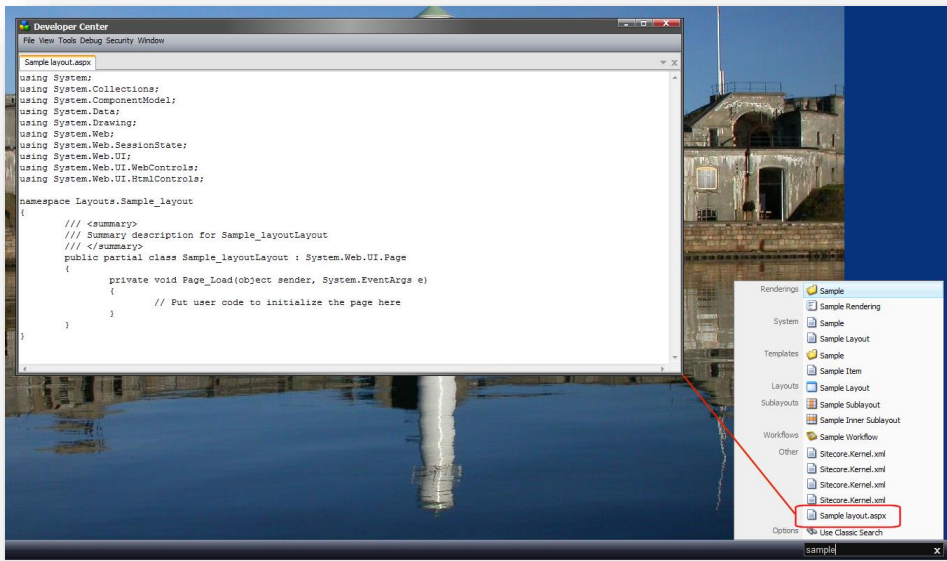 Developer Center
File View Tools Debug Security Window
Sample layout.aspx
using System;
using System.Collections;
using System.ComponentModel;
using System.Data;
using System.Drawing;
using System.Web;
using System.Web.SessionState;
using System.Web.UI;
using System.Web.UI.WebControls;
using System.Web.UI.HtmlControls;
namespace Layouts.Sample_layout
{
/// <summary>
/// Summary description for Sample_layoutLayout
/// </summary>
public partial class Sample_layoutLayout : System.Web.UI.Page
{
private void Page_Load(object sender, System.EventArgs e)
{
// Put user code to initialize the page here
}
}
}
Renderings Sample
Sample Rendering
System Sample
Sample Layout
Templates Sample
Sample Item
Layouts Sample Layout
Sublayouts Sample Sublayout
Sample Inner Sublayout
Workflows Sample Workflow
Other Sitecore.Kernel.xml
Sitecore.Kernel.xml
Sitecore.Kernel.xml
Sample layout.aspx
Options Use Classic Search
sample x